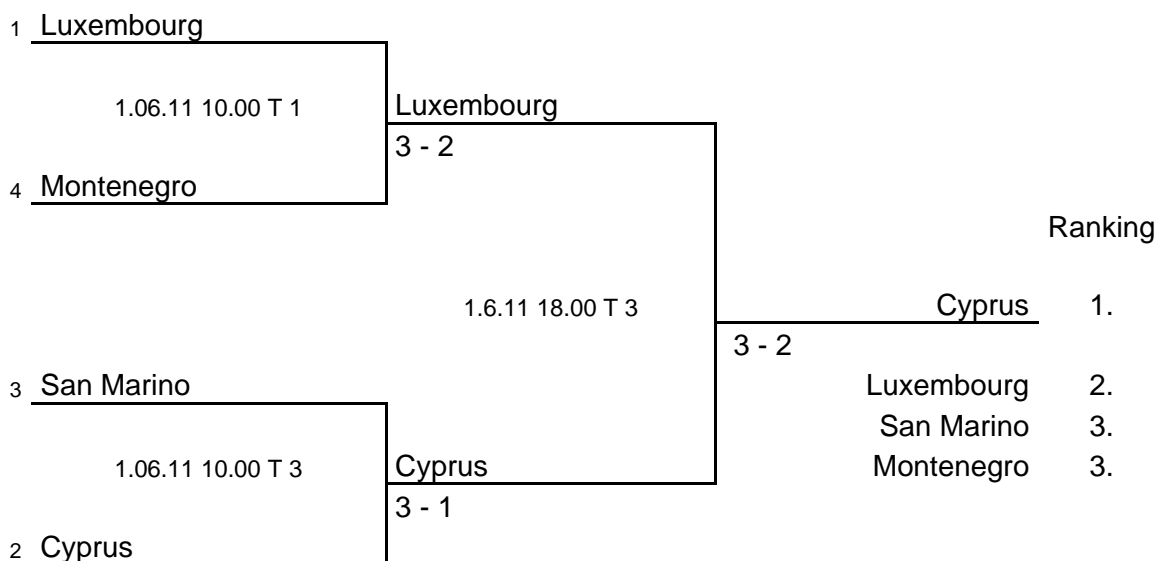 1 Luxembourg
1.06.11 10.00 T 1
Luxembourg
3 - 2
4 Montenegro
Ranking
1.6.11 18.00 T 3
Cyprus 1.
3 - 2
3 San Marino
Luxembourg 2.
San Marino 3.
1.06.11 10.00 T 3
Cyprus
Montenegro 3.
3 - 1
2 Cyprus